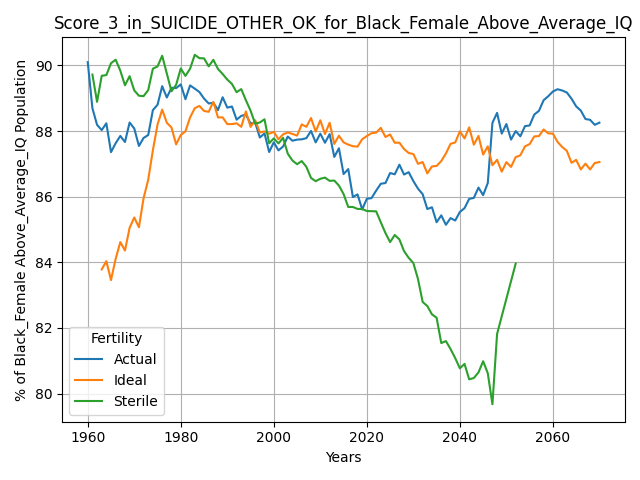 Score_3_in_SUICIDE_OTHER_OK_for_Black_Female_Above_Average_IQ
% of Black_Female Above_Average_IQ Population
90
88
86
84
82
80
Fertility
Actual
Ideal
Sterile
1960
1980
2000
2020
2040
2060
Years